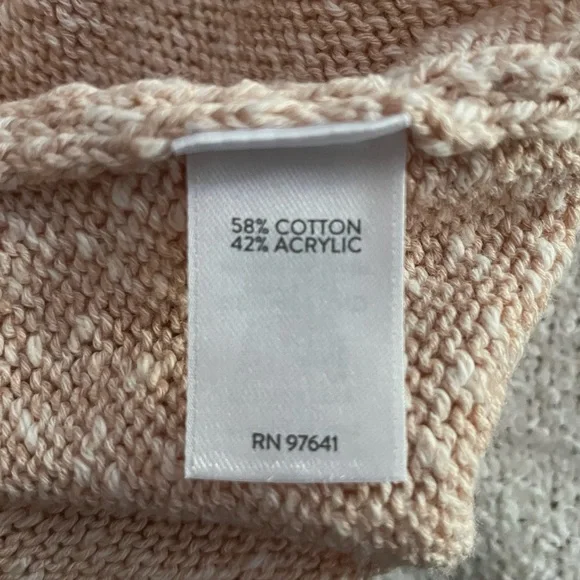 58% COTTON
42% ACRYLIC
RN 97641